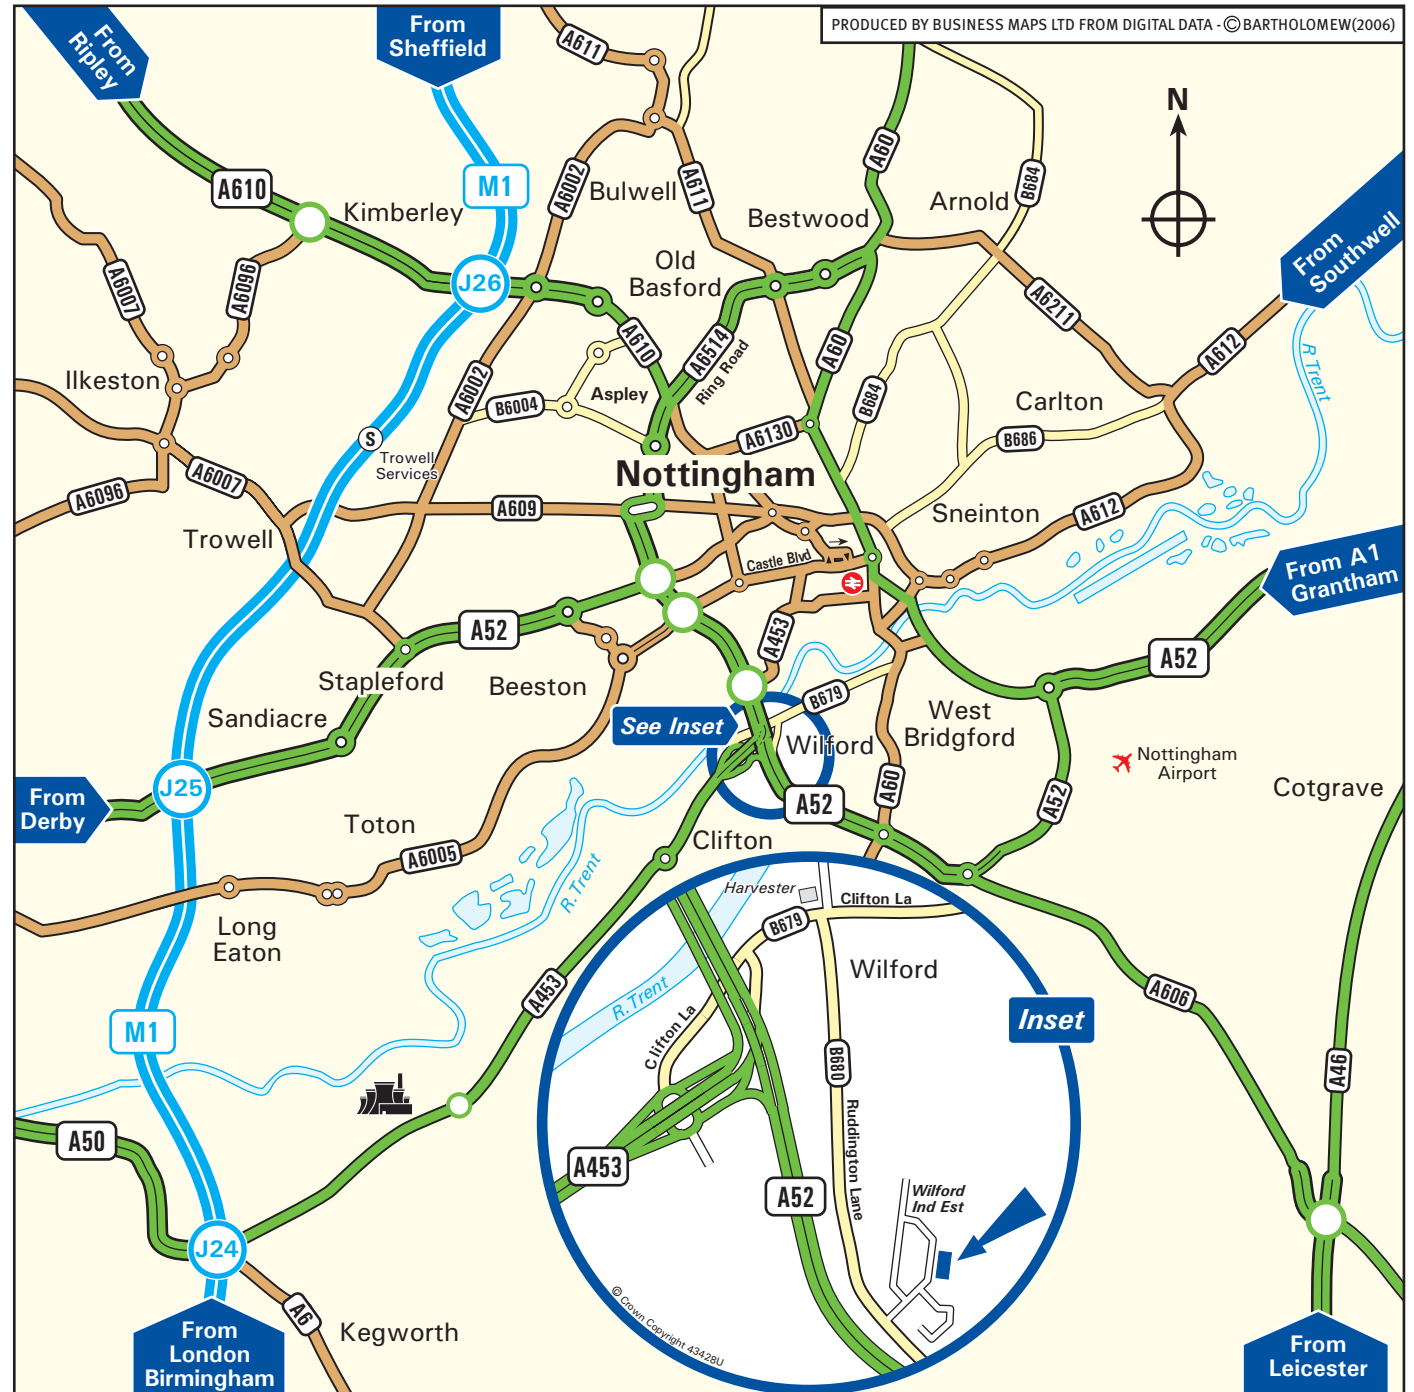 PRODUCED BY BUSINESS MAPS LTD FROM DIGITAL DATA - © BARTHOLOMEW(2006)
From
Ripley
From
Sheffield
A611
A60
B684
N
A610
M1
A6002
Bulwell
A611
Kimberley
Bestwood
Arnold
From
Southwell
A6007
A6096
J26
Old
Basford
A6211
A610
A6514
Ring Road
A60
A612
R Trent
Ilkeston
A6002
B6004
Aspley
B684
Carlton
A6130
B686
S
Trowell
Services
Nottingham
A6096
A6007
A609
Sneinton
A612
Trowell
Castle Blvd
From A1
Grantham
A52
A453
A52
Stapleford
Beeston
B679
Sandiacre
See Inset
Wilford
West
Bridgford
Nottingham
Airport
J25
From
Derby
A60
A52
A52
Cotgrave
Toton
A6005
Clifton
R. Trent
Long
Eaton
Harvester
Clifton La
B679
Wilford
A453
R. Trent
Clifton La
Inset
A606
M1
B680
A46
A50
Ruddington Lane
A453
A52
Wilford
Ind Est
J24
© Crown Copyright 43428U
A6
Kegworth
From
London
Birmingham
From
Leicester